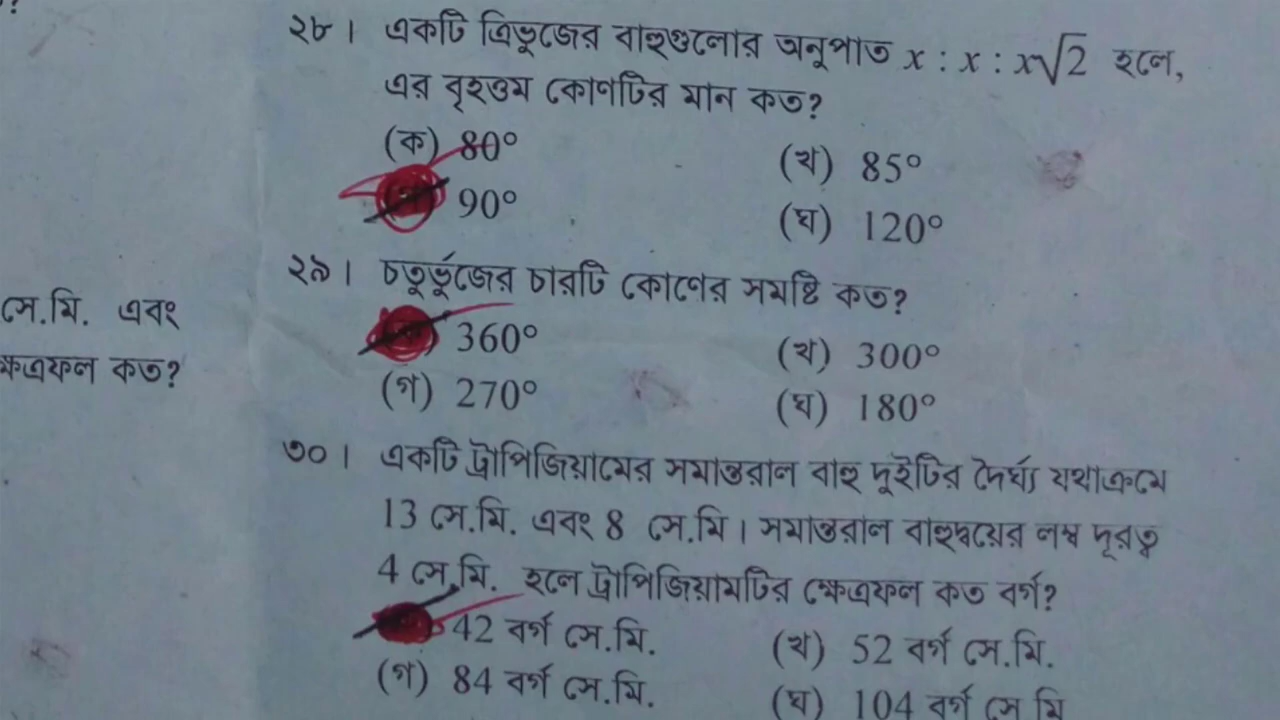 ২৮। একটি ত্রিভুজের বাহুগুলোর অনুপাত x : x : x√2 হলে,
এর বৃহত্তম কোণটির মান কত?
(ক) 80°
(খ) 85°
90°
(ঘ) 120°
২৯। চতুর্ভুজের চারটি কোণের সমষ্টি কত?
সে.মি. এবং
360°
(খ) 300°
ক্ষেত্রফল কত?
(গ) 270°
(ঘ) 180°
৩০। একটি ট্রাপিজিয়ামের সমান্তরাল বাহু দুইটির দৈর্ঘ্য যথাক্রমে
13 সে.মি. এবং 8 সে.মি। সমান্তরাল বাহুদ্বয়ের লম্ব দূরত্ব
4 সে.মি. হলে ট্রাপিজিয়ামটির ক্ষেত্রফল কত বর্গ?
42 বর্গ সে.মি.
(খ) 52 বর্গ সে.মি.
(গ) 84 বর্গ সে.মি.
(ঘ) 104 বর্গ সে মি